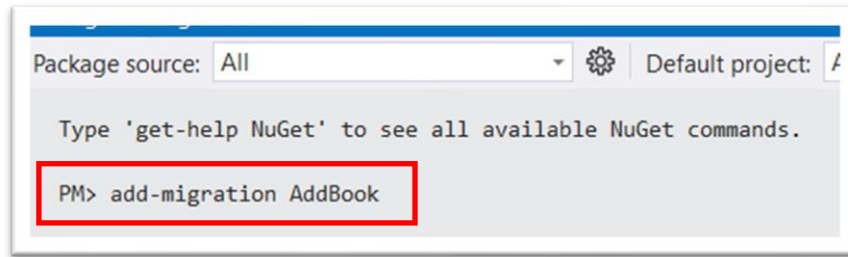 Package source: All Default project:
Type 'get-help NuGet' to see all available NuGet commands.
PM> add-migration AddBook